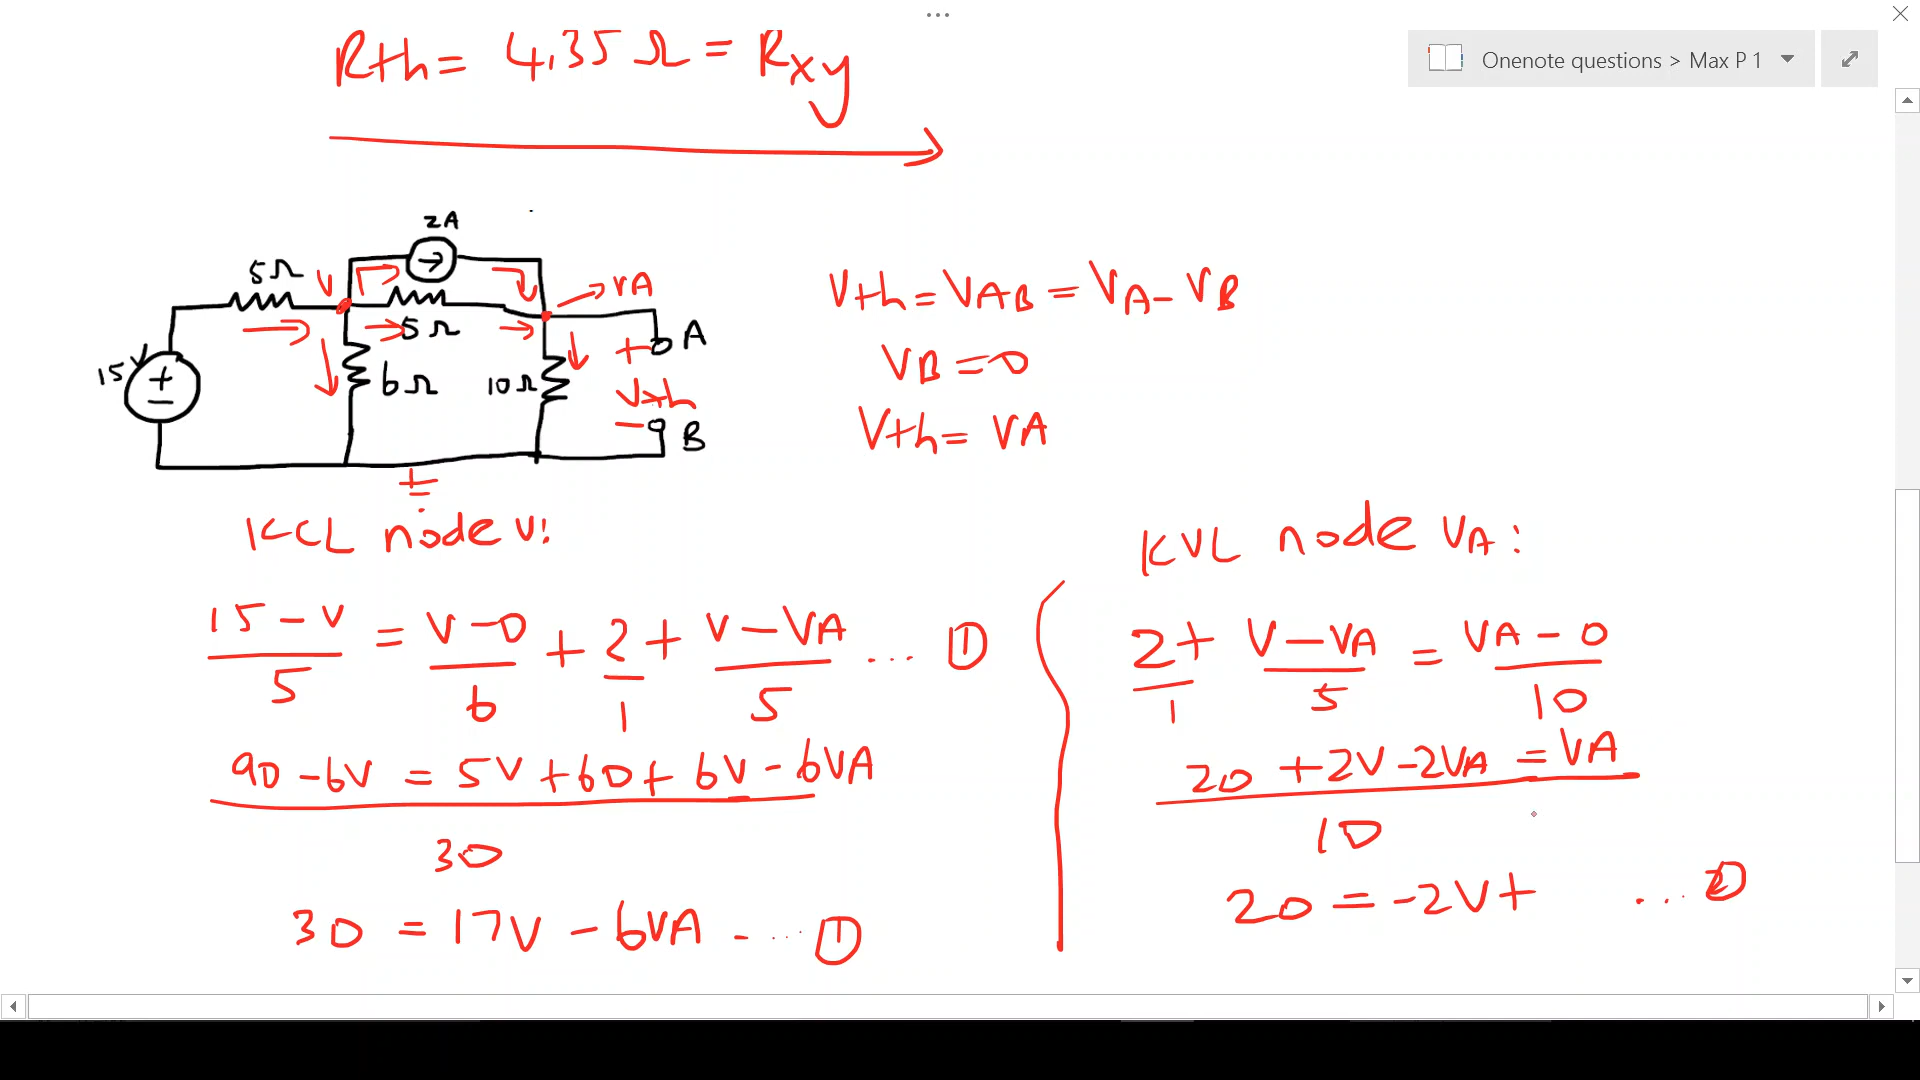 ...
Rth = 4.35 Ω = Rxy
Onenote questions > Max P 1
2A
5Ω V VA
5Ω
15V + − 6Ω 10Ω + Vth − A B
Vth = VAB = VA − VB
VB = 0
Vth = VA
KCL node V:
15 − V / 5 = V − 0 / 6 + 2 / 1 + V − VA / 5 .... ①
90 − 6V = 5V + 60 + 6V − 6VA
30
30 = 17V − 6VA - .... ①
KVL node VA:
2 / 1 + V − VA / 5 = VA − 0 / 10
20 + 2V − 2VA = VA
10
20 = −2V + ... ②